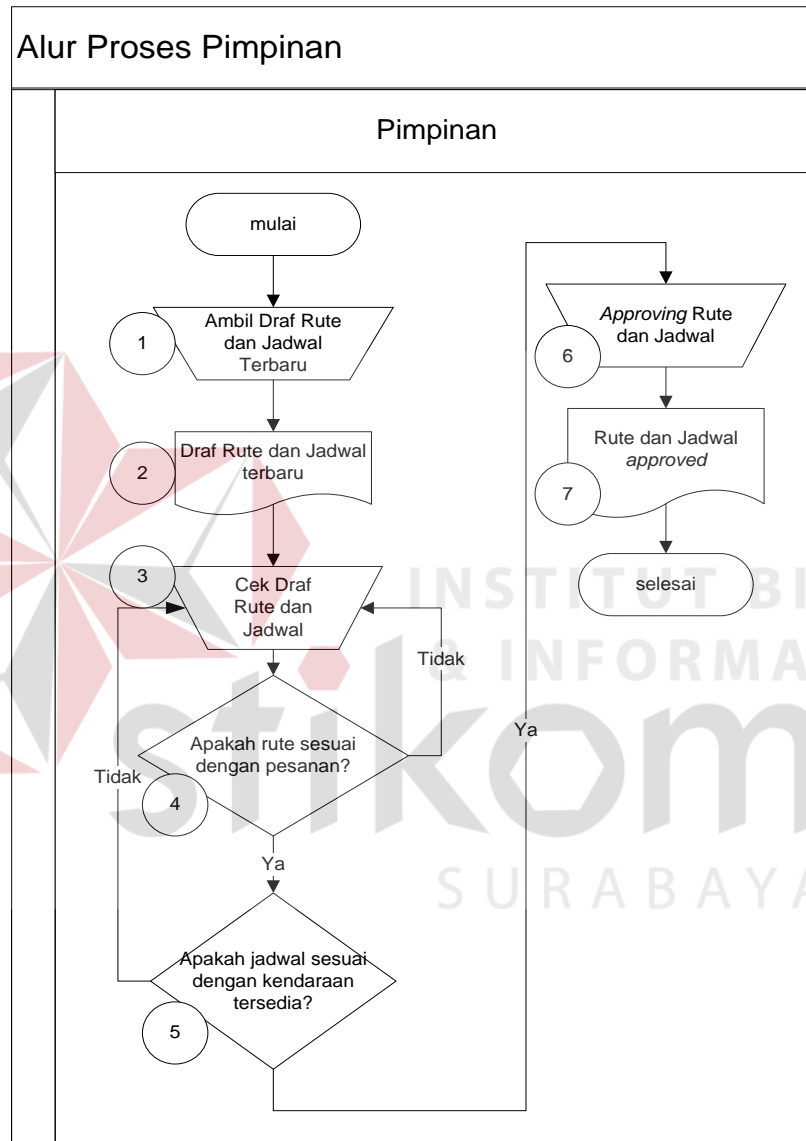 Alur Proses Pimpinan
Pimpinan
mulai
1
Ambil Draf Rute
dan Jadwal
Terbaru
2
Draf Rute dan Jadwal
terbaru
3
Cek Draf
Rute dan
Jadwal
Tidak
Apakah rute sesuai
dengan pesanan?
4
Tidak
Ya
Apakah jadwal sesuai
dengan kendaraan
tersedia?
5
Ya
Approving Rute
dan Jadwal
6
Rute dan Jadwal
approved
7
selesai
INSTITUT BI
& INFORMA
stikom
SURABAYA